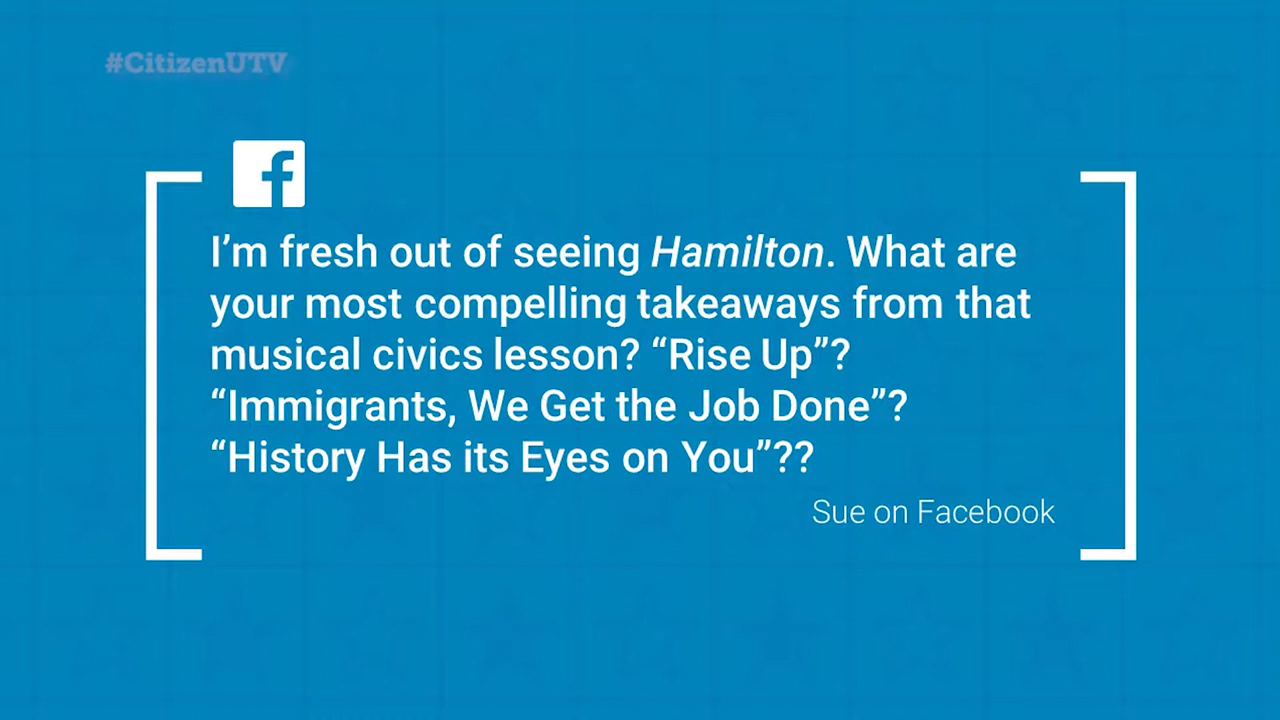 #CitizenUTV
I’m fresh out of seeing Hamilton. What are
your most compelling takeaways from that
musical civics lesson? “Rise Up”?
“Immigrants, We Get the Job Done”?
“History Has its Eyes on You”??
Sue on Facebook